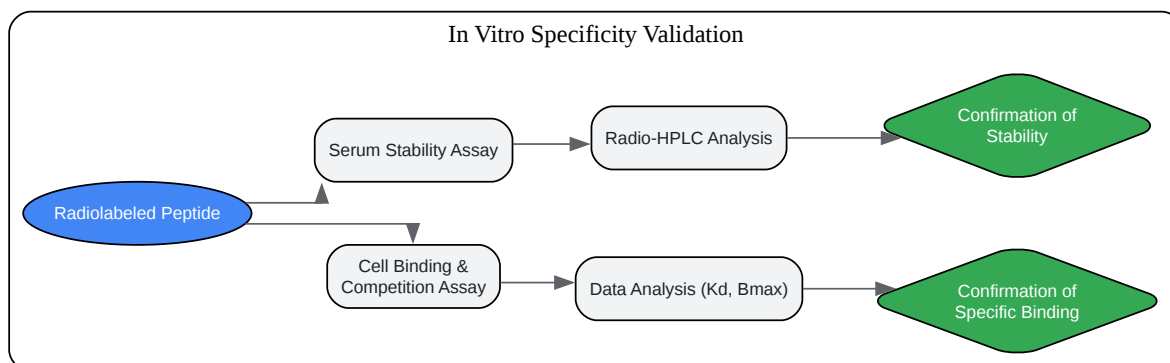 In Vitro Specificity Validation
Radiolabeled Peptide
Serum Stability Assay
Radio-HPLC Analysis
Confirmation of
Stability
Cell Binding &
Competition Assay
Data Analysis (Kd, Bmax)
Confirmation of
Specific Binding